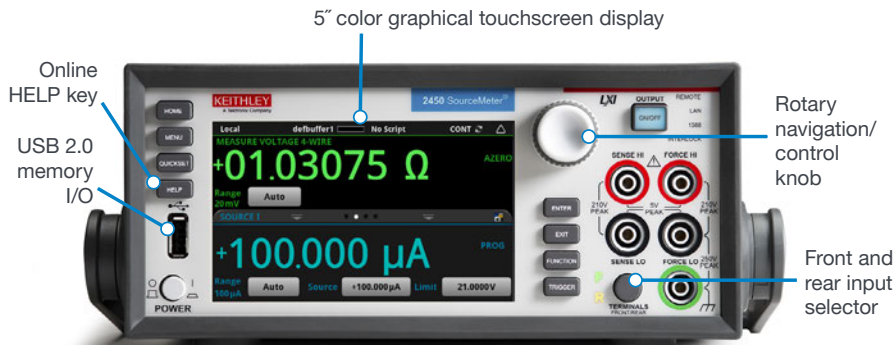 5″ color graphical touchscreen display
Online
HELP key
USB 2.0
memory
I/O
Rotary
navigation/
control
knob
Front and
rear input
selector
HOME
MENU
QUICKSET
HELP
POWER
KEITHLEY
A Tektronix Company
2450 SourceMeter
Local defbuffer1 No Script CONT
MEASURE VOLTAGE 4-WIRE
+01.03075 Ω
AZERO
Range Auto
20mV
SOURCE I
+100.000 µA
PROG
Range Auto Source +100.000µA Limit 21.0000V
100µA
ENTER
EXIT
FUNCTION
TRIGGER
LXI
OUTPUT
ON/OFF
REMOTE
LAN
1588
INTERLOCK
SENSE HI FORCE HI
210V
PEAK
5V
PEAK
210V
PEAK
SENSE LO FORCE LO
250V
PEAK
F
R
TERMINALS
FRONT/REAR